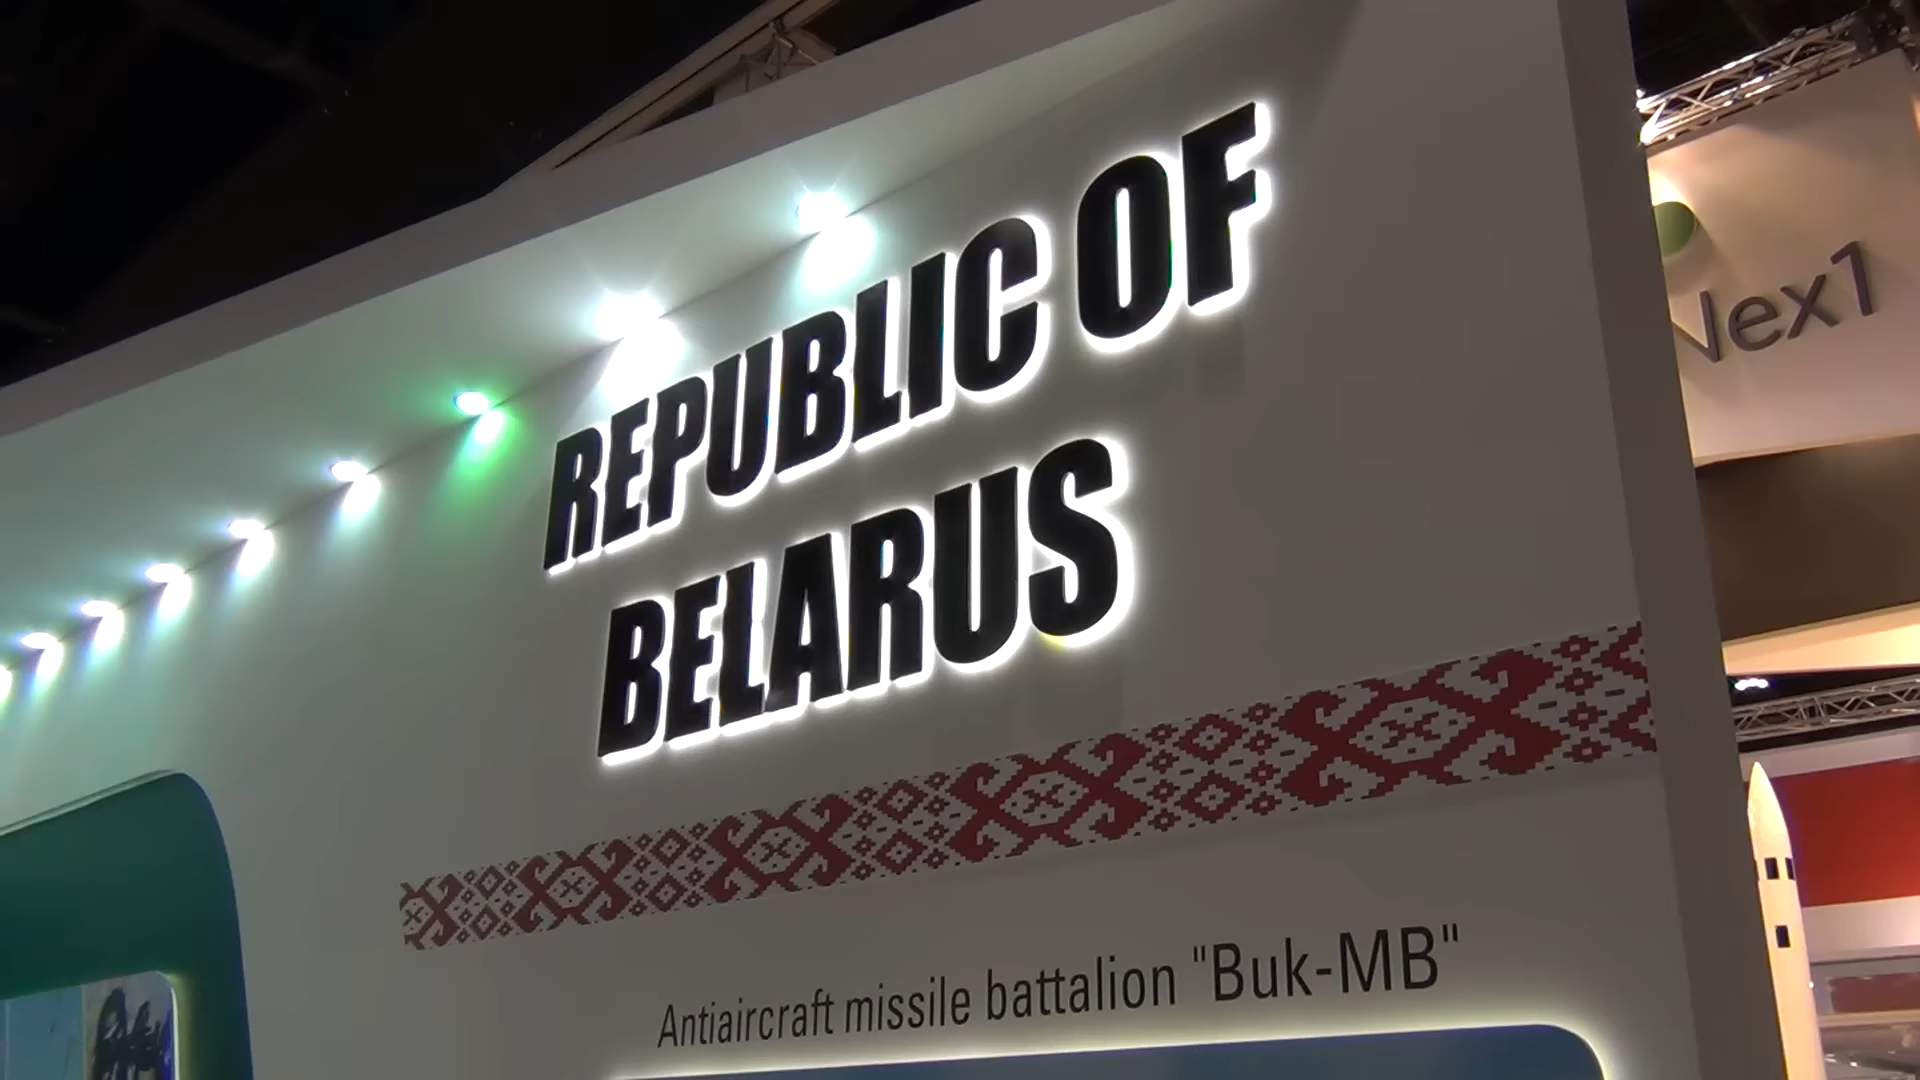 REPUBLIC OF
BELARUS
Antiaircraft missile battalion "Buk-MB"
Nex1